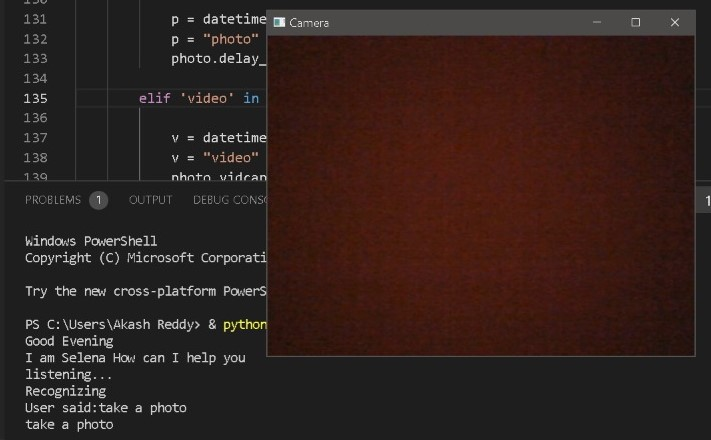 131 p = datetime
132 p = "photo"
133 photo.delay_
134
135 elif 'video' in
136
137 v = datetime
138 v = "video"
139 photo.vidcap
Camera
PROBLEMS 1 OUTPUT DEBUG CONSO
1
Windows PowerShell
Copyright (C) Microsoft Corporati
Try the new cross-platform PowerS
PS C:\Users\Akash Reddy> & python
Good Evening
I am Selena How can I help you
listening...
Recognizing
User said:take a photo
take a photo